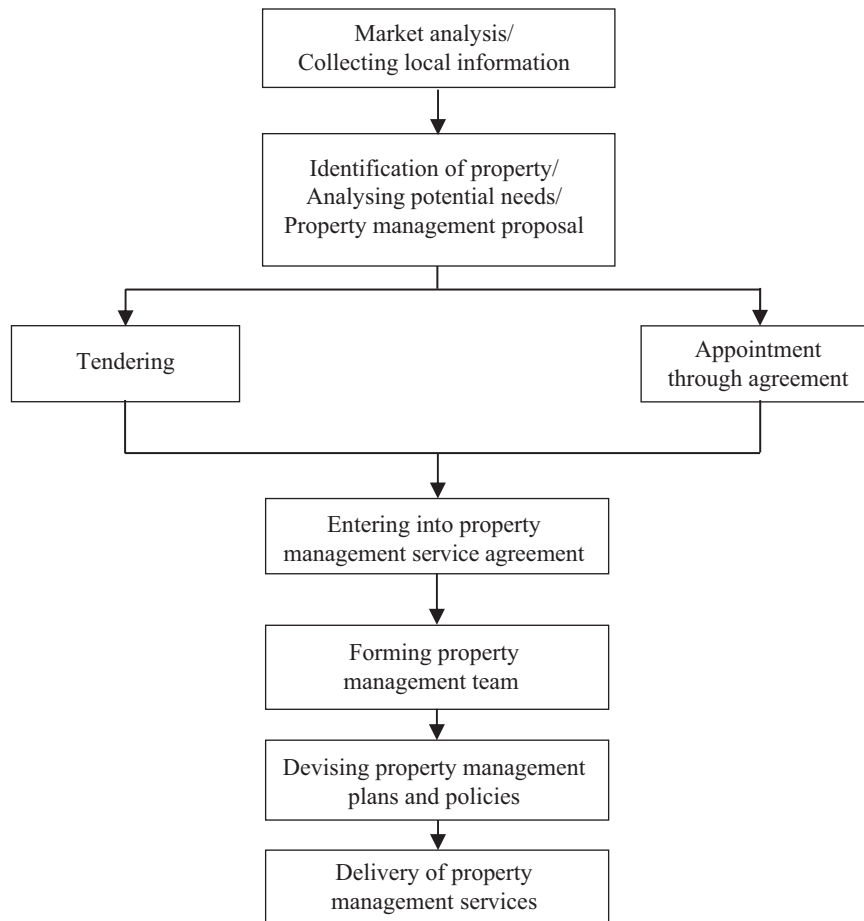 Market analysis/
Collecting local information
Identification of property/
Analysing potential needs/
Property management proposal
Tendering
Appointment
through agreement
Entering into property
management service agreement
Forming property
management team
Devising property management
plans and policies
Delivery of property
management services